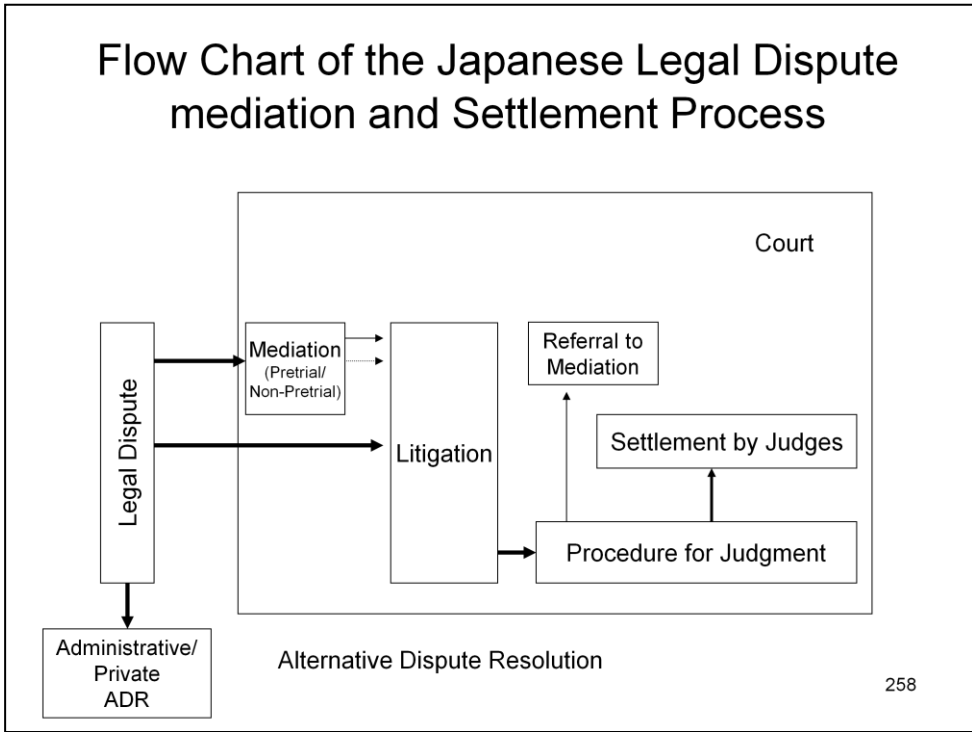 Flow Chart of the Japanese Legal Dispute
mediation and Settlement Process
Court
Legal Dispute
Mediation
(Pretrial/
Non-Pretrial)
Litigation
Referral to
Mediation
Settlement by Judges
Procedure for Judgment
Administrative/
Private
ADR
Alternative Dispute Resolution
258